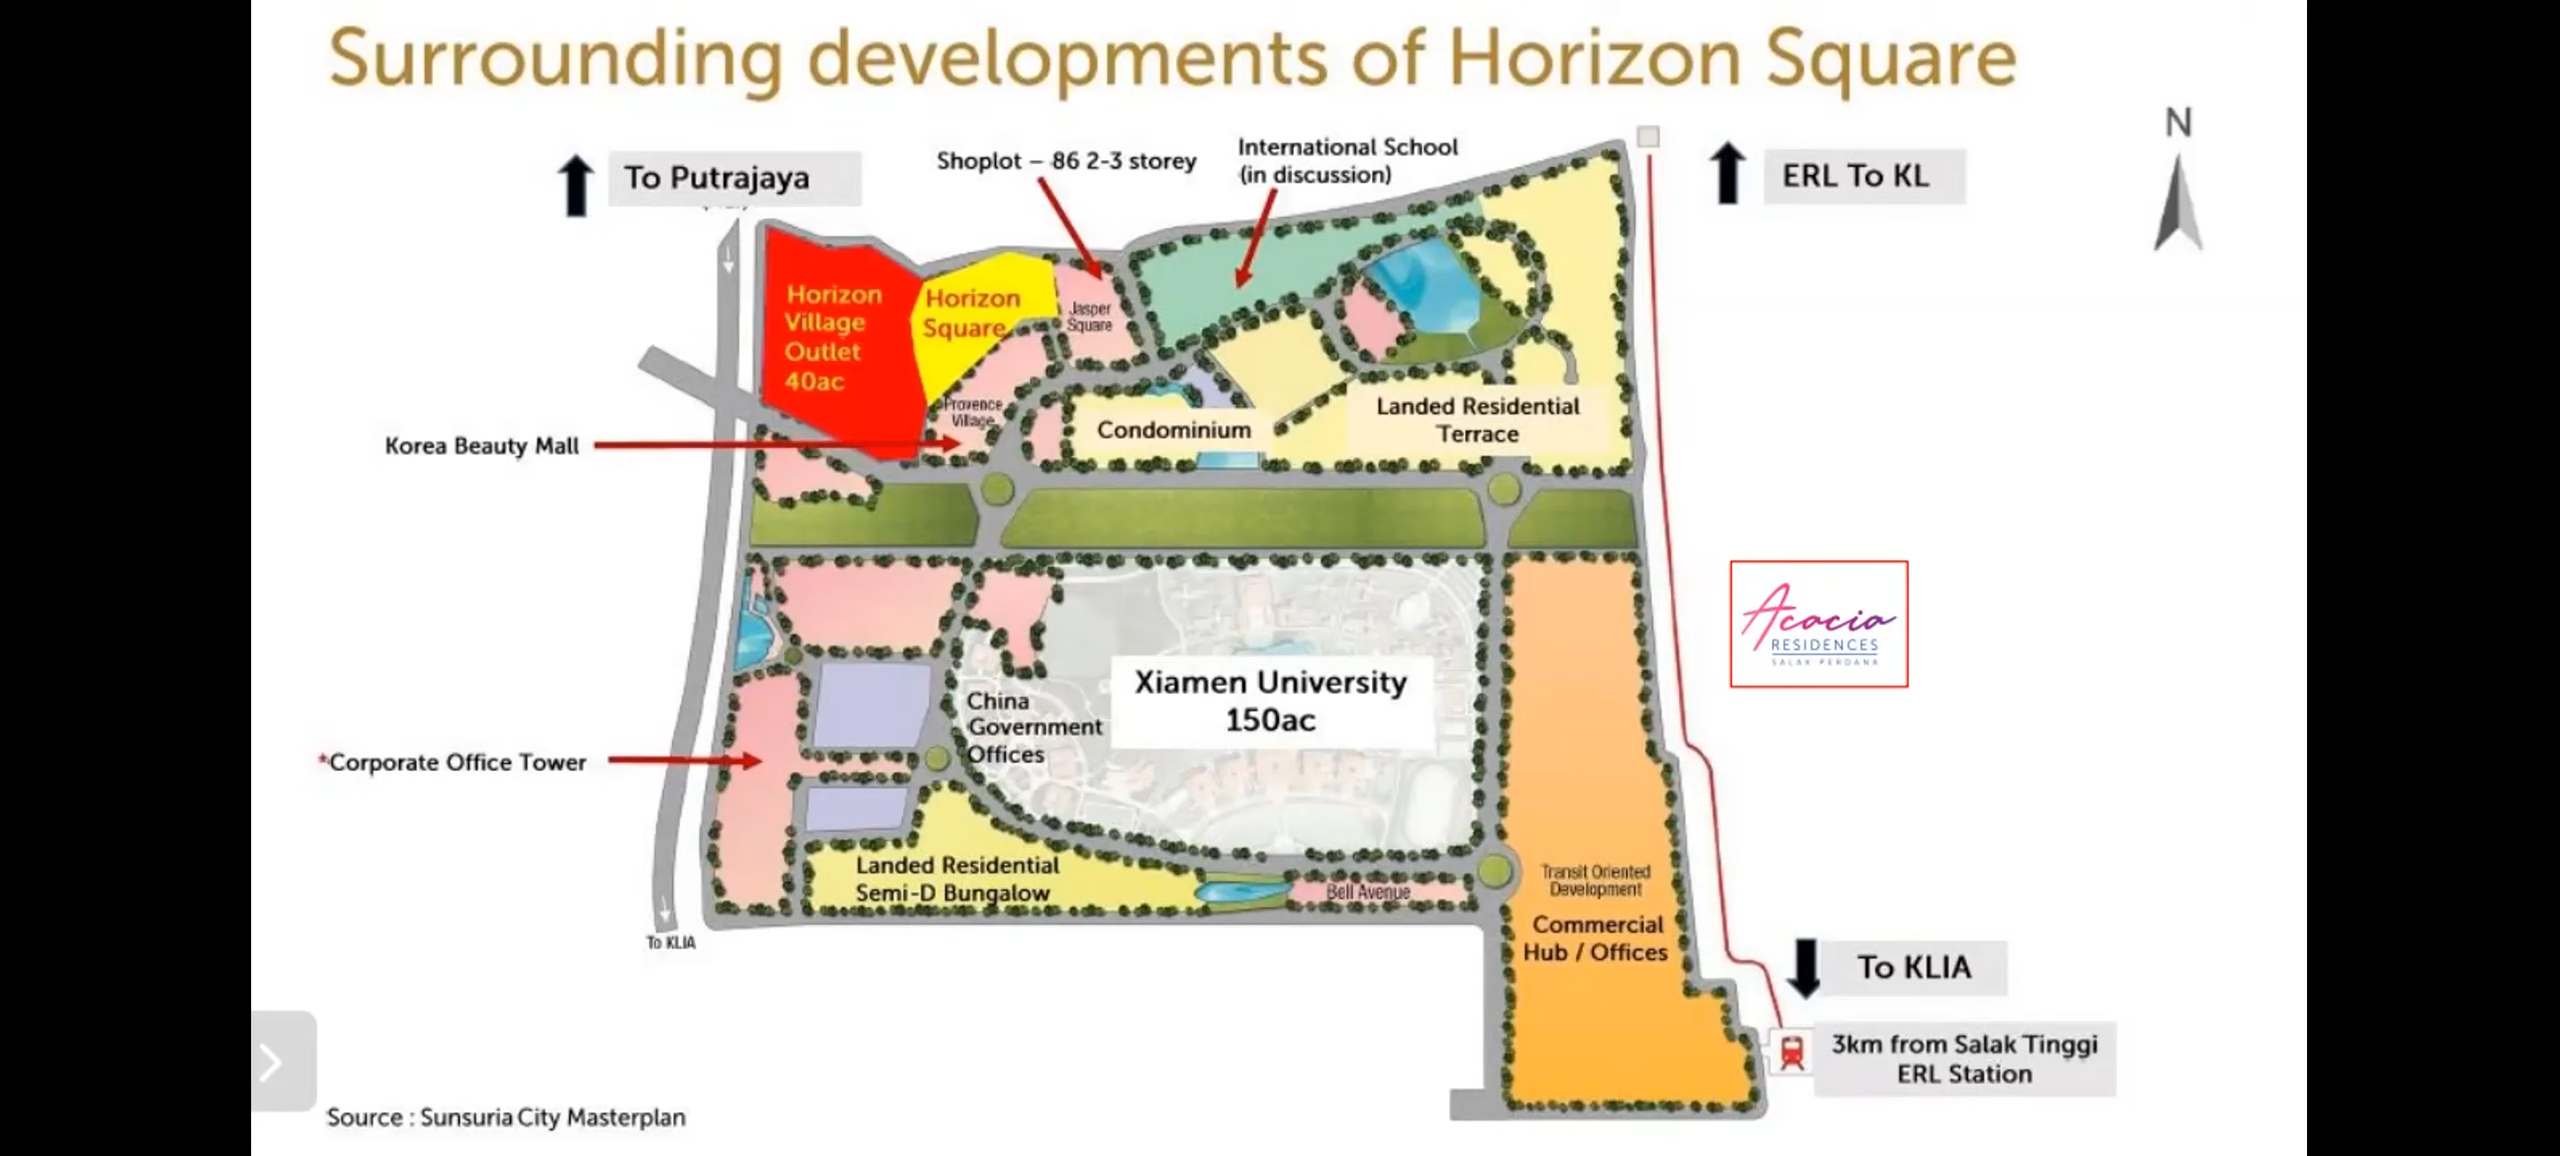 Surrounding developments of Horizon Square
N
To Putrajaya
Shoplot – 86 2-3 storey
International School
(in discussion)
ERL To KL
Horizon
Village
Outlet
40ac
Horizon
Square
Jasper
Square
Provence
Village
Korea Beauty Mall
Condominium
Landed Residential
Terrace
Acacia
RESIDENCES
SALAK PERDANA
Xiamen University
150ac
China
Government
Offices
*Corporate Office Tower
Landed Residential
Semi-D Bungalow
Bell Avenue
Transit Oriented
Development
Commercial
Hub / Offices
To KLIA
To KLIA
3km from Salak Tinggi
ERL Station
Source : Sunsuria City Masterplan